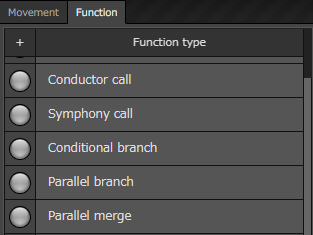 Movement Function
+ Function type
Conductor call
Symphony call
Conditional branch
Parallel branch
Parallel merge